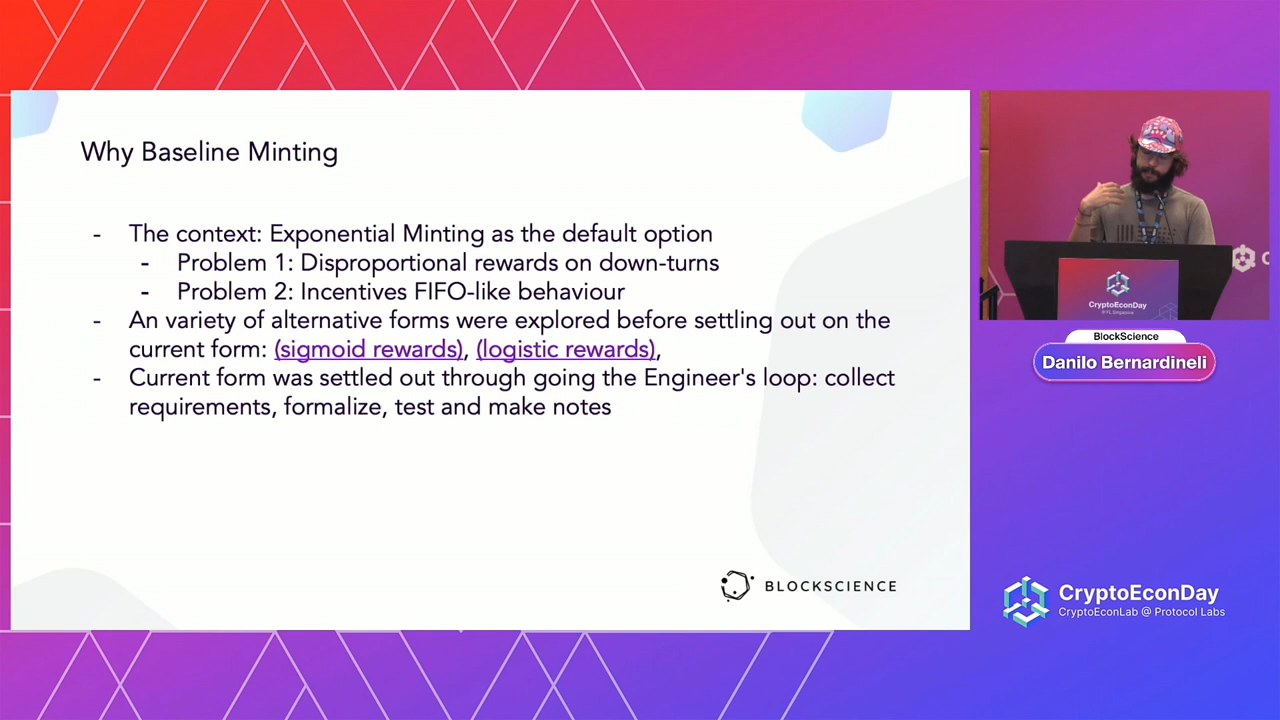 Why Baseline Minting
- The context: Exponential Minting as the default option
- Problem 1: Disproportional rewards on down-turns
- Problem 2: Incentives FIFO-like behaviour
- An variety of alternative forms were explored before settling out on the
current form: (sigmoid rewards), (logistic rewards),
- Current form was settled out through going the Engineer's loop: collect
requirements, formalize, test and make notes
BLOCKSCIENCE
CryptoEconDay
BlockScience
Danilo Bernardineli
CryptoEconDay
CryptoEconLab @ Protocol Labs